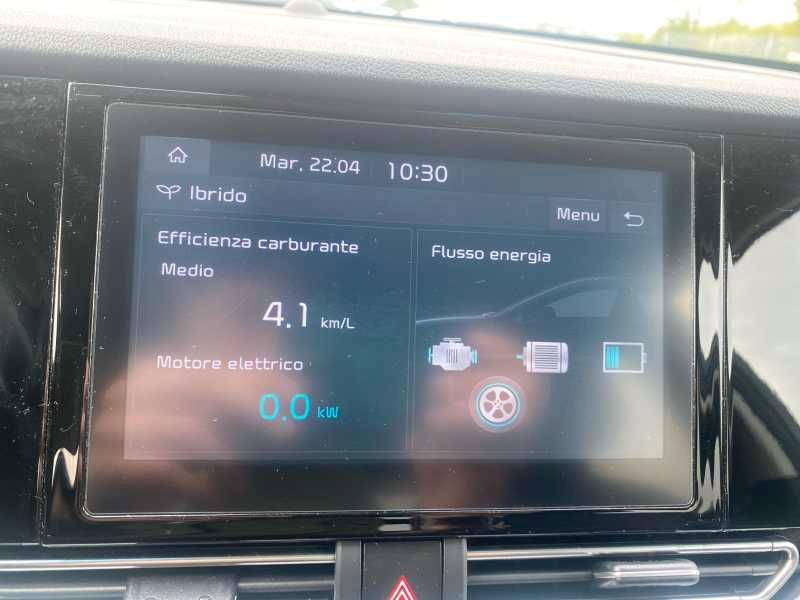 Mar. 22.04 10:30
Ibrido
Menu
Efficienza carburante
Medio
4.1 km/L
Motore elettrico
0.0 kW
Flusso energia